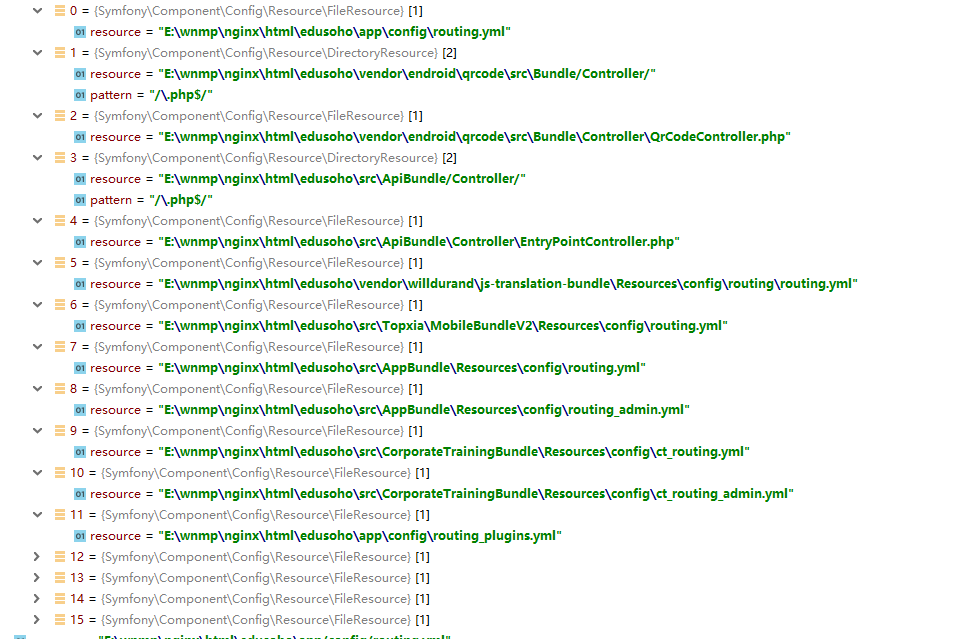 0 = {Symfony\Component\Config\Resource\FileResource} [1]
01 resource = "E:\wnmp\nginx\html\edusoho\app\config\routing.yml"
1 = {Symfony\Component\Config\Resource\DirectoryResource} [2]
01 resource = "E:\wnmp\nginx\html\edusoho\vendor\endroid\qrcode\src\Bundle/Controller/"
01 pattern = "/\.php$/"
2 = {Symfony\Component\Config\Resource\FileResource} [1]
01 resource = "E:\wnmp\nginx\html\edusoho\vendor\endroid\qrcode\src\Bundle\Controller\QrCodeController.php"
3 = {Symfony\Component\Config\Resource\DirectoryResource} [2]
01 resource = "E:\wnmp\nginx\html\edusoho\src\ApiBundle/Controller/"
01 pattern = "/\.php$/"
4 = {Symfony\Component\Config\Resource\FileResource} [1]
01 resource = "E:\wnmp\nginx\html\edusoho\src\ApiBundle\Controller\EntryPointController.php"
5 = {Symfony\Component\Config\Resource\FileResource} [1]
01 resource = "E:\wnmp\nginx\html\edusoho\vendor\willdurand\js-translation-bundle\Resources\config\routing\routing.yml"
6 = {Symfony\Component\Config\Resource\FileResource} [1]
01 resource = "E:\wnmp\nginx\html\edusoho\src\Topxia\MobileBundleV2\Resources\config\routing.yml"
7 = {Symfony\Component\Config\Resource\FileResource} [1]
01 resource = "E:\wnmp\nginx\html\edusoho\src\AppBundle\Resources\config\routing.yml"
8 = {Symfony\Component\Config\Resource\FileResource} [1]
01 resource = "E:\wnmp\nginx\html\edusoho\src\AppBundle\Resources\config\routing_admin.yml"
9 = {Symfony\Component\Config\Resource\FileResource} [1]
01 resource = "E:\wnmp\nginx\html\edusoho\src\CorporateTrainingBundle\Resources\config\ct_routing.yml"
10 = {Symfony\Component\Config\Resource\FileResource} [1]
01 resource = "E:\wnmp\nginx\html\edusoho\src\CorporateTrainingBundle\Resources\config\ct_routing_admin.yml"
11 = {Symfony\Component\Config\Resource\FileResource} [1]
01 resource = "E:\wnmp\nginx\html\edusoho\app\config\routing_plugins.yml"
12 = {Symfony\Component\Config\Resource\FileResource} [1]
13 = {Symfony\Component\Config\Resource\FileResource} [1]
14 = {Symfony\Component\Config\Resource\FileResource} [1]
15 = {Symfony\Component\Config\Resource\FileResource} [1]